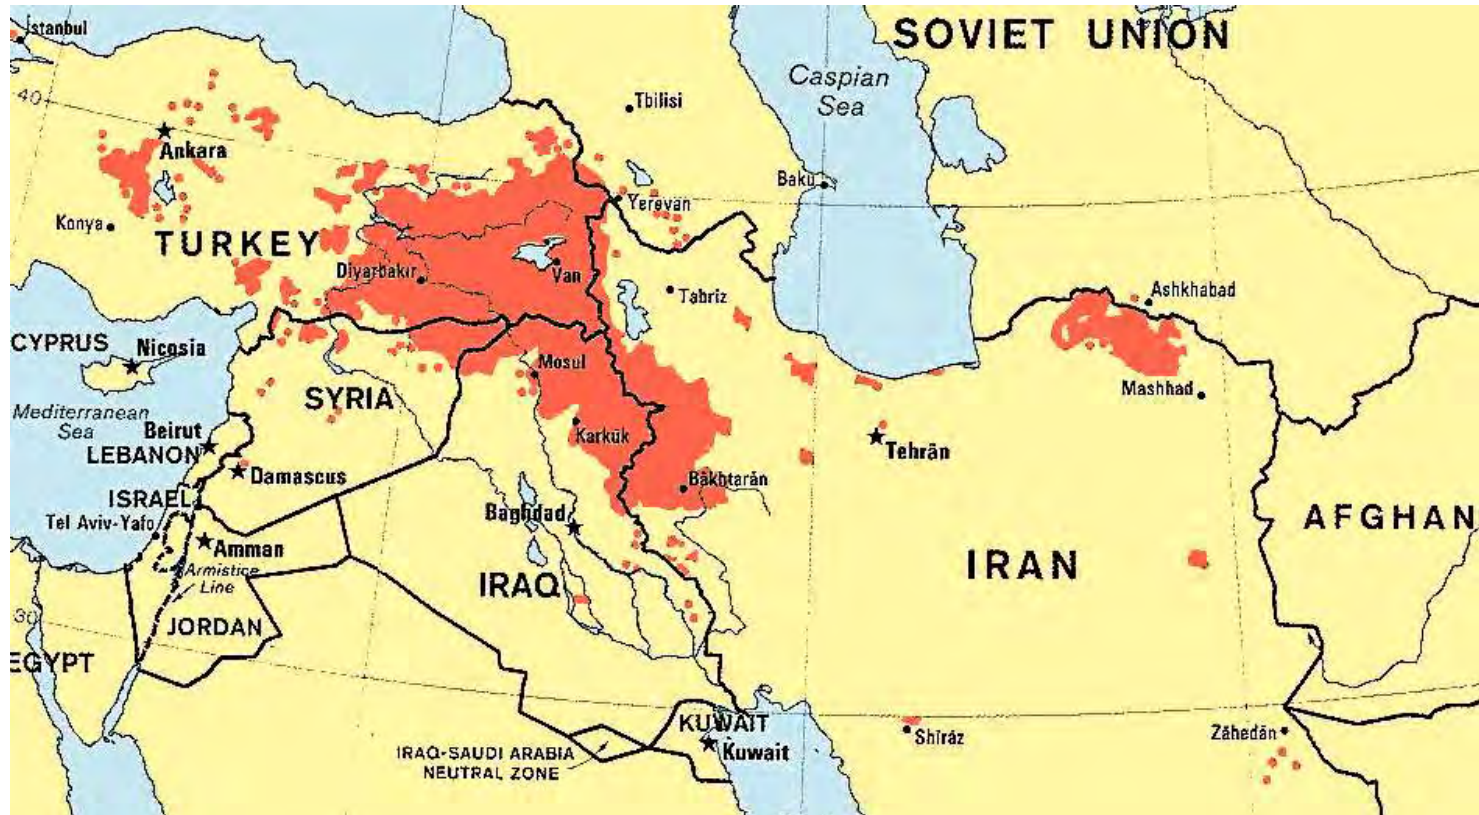 İstanbul
SOVIET UNION
Caspian
Sea
40
Tbilisi
Ankara
Baku
Yerevan
Konya
TURKEY
Diyarbakır
Van
Tabriz
Ashkhabad
CYPRUS
Nicosia
Mosul
Mashhad
SYRIA
Mediterranean
Sea
Beirut
LEBANON
Karkūk
Tehrān
Damascus
Bākhtarān
ISRAEL
Tel Aviv-Yafo
Baghdad
AFGHAN
Amman
Armistice
Line
IRAQ
IRAN
30
JORDAN
EGYPT
KUWAIT
Kuwait
Shīrāz
Zāhedān
IRAQ-SAUDI ARABIA
NEUTRAL ZONE